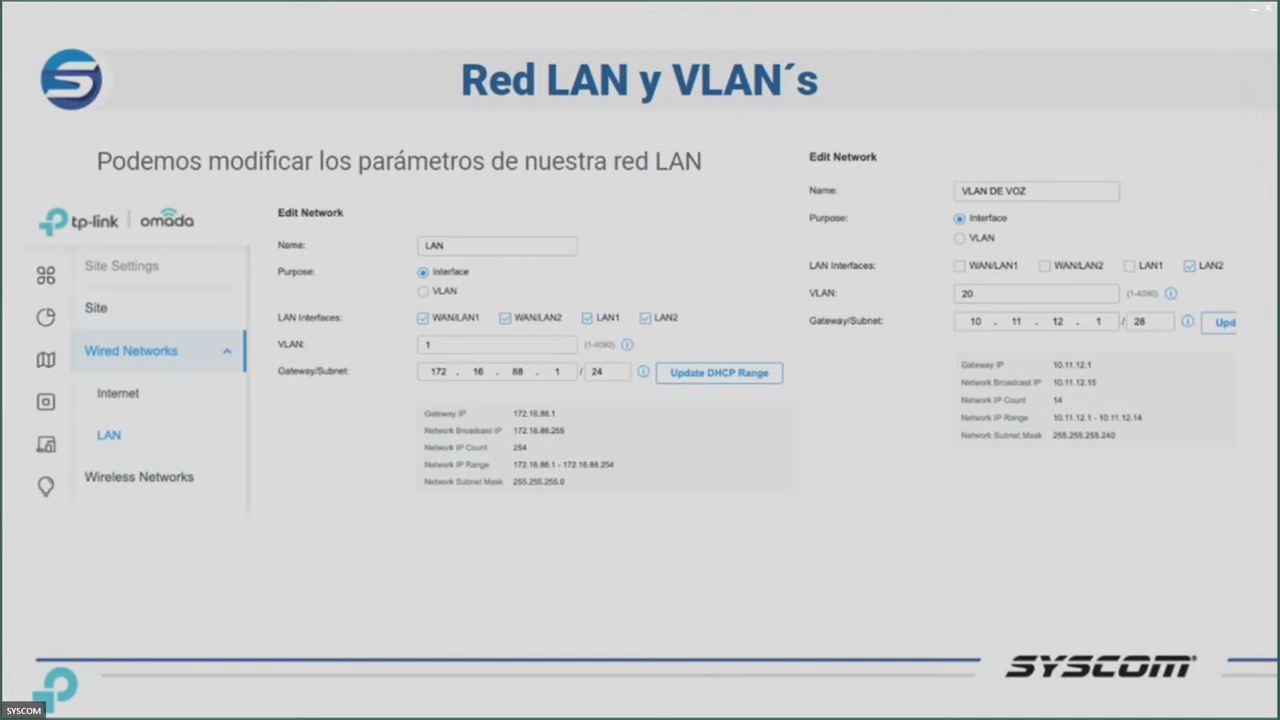 Red LAN y VLAN´s
Podemos modificar los parámetros de nuestra red LAN
tp-link | omada
Site Settings
Site
Wired Networks
Internet
LAN
Wireless Networks
Edit Network
Name: LAN
Purpose: Interface
VLAN
LAN Interfaces: WAN/LAN1 WAN/LAN2 LAN1 LAN2
VLAN: 1 (1-4090)
Gateway/Subnet: 172 . 16 . 88 . 1 / 24 Update DHCP Range
Gateway IP 172.16.88.1
Network Broadcast IP 172.16.88.255
Network IP Count 254
Network IP Range 172.16.88.1 - 172.16.88.254
Network Subnet Mask 255.255.255.0
Edit Network
Name: VLAN DE VOZ
Purpose: Interface
VLAN
LAN Interfaces: WAN/LAN1 WAN/LAN2 LAN1 LAN2
VLAN: 20 (1-4090)
Gateway/Subnet: 10 . 11 . 12 . 1 / 28 Upd
Gateway IP 10.11.12.1
Network Broadcast IP 10.11.12.15
Network IP Count 14
Network IP Range 10.11.12.1 - 10.11.12.14
Network Subnet Mask 255.255.255.240
SYSCOM
SYSCOM